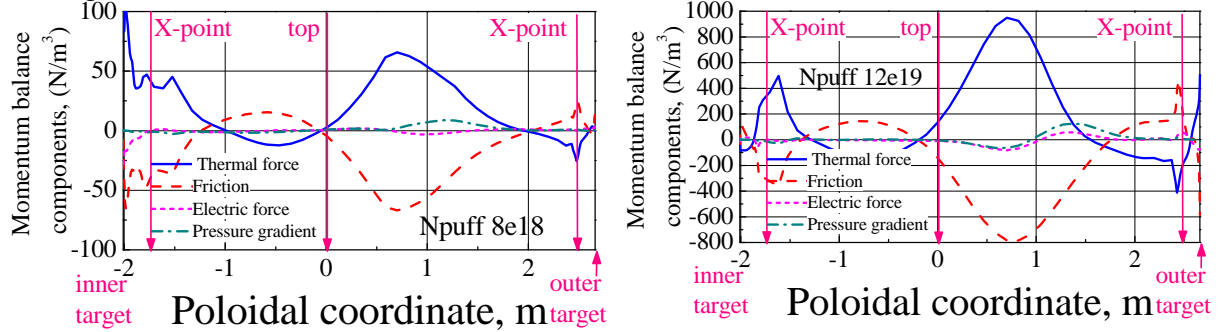 Momentum balance
components, (N/m3)
100
50
0
-50
-100
X-point
top
X-point
Thermal force
Friction
Electric force
Pressure gradient
Npuff 8e18
-2
-1
0
1
2
inner
target
Poloidal coordinate, m
outer
target
Momentum balance
components, (N/m3)
1000
800
600
400
200
0
-200
-400
-600
-800
X-point
top
X-point
Npuff 12e19
Thermal force
Friction
Electric force
Pressure gradient
-2
-1
0
1
2
inner
target
Poloidal coordinate, m
outer
target